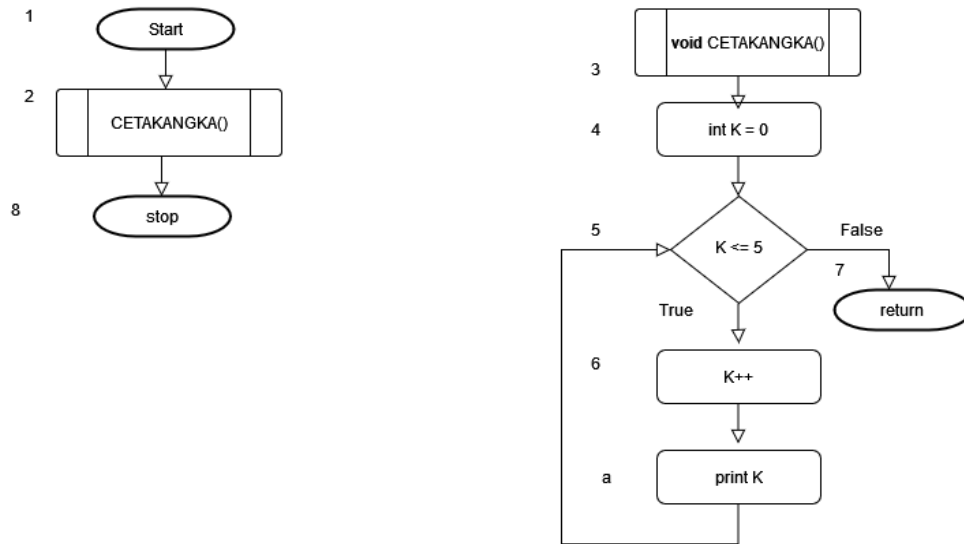 1
Start
2
CETAKANGKA()
8
stop
void CETAKANGKA()
3
4
int K = 0
5
K <= 5
False
7
return
True
6
K++
a
print K